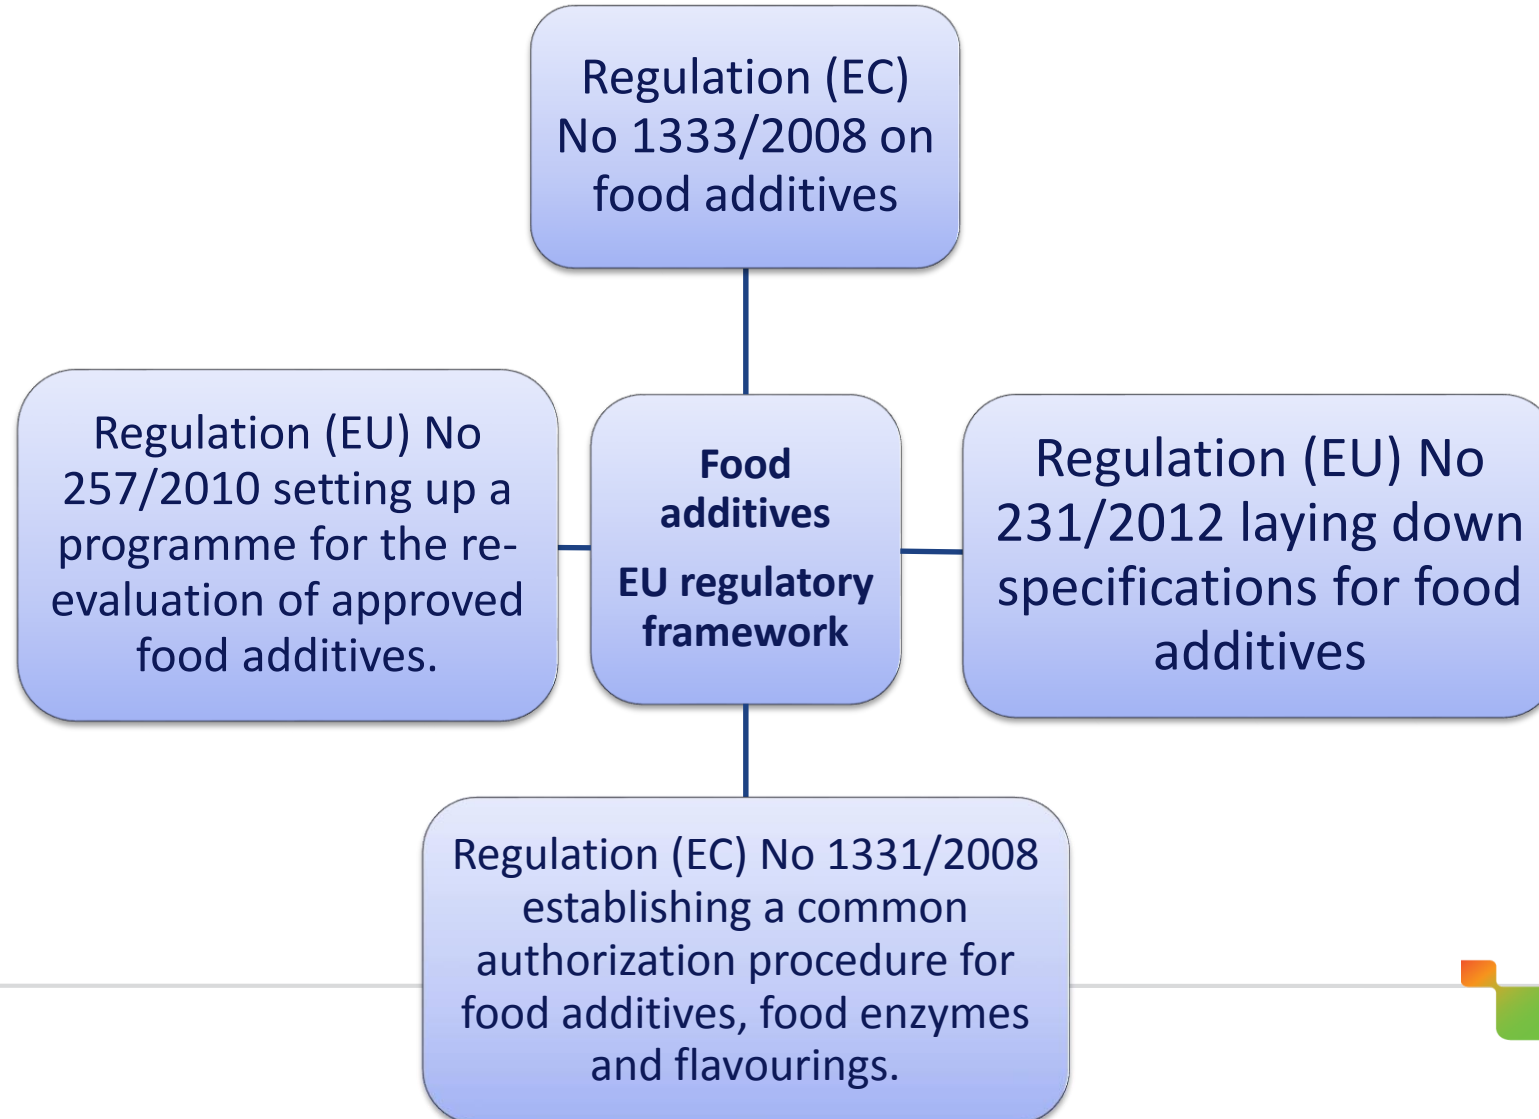 Regulation (EC)
No 1333/2008 on
food additives
Regulation (EU) No
257/2010 setting up a
programme for the re-
evaluation of approved
food additives.
Food
additives
EU regulatory
framework
Regulation (EU) No
231/2012 laying down
specifications for food
additives
Regulation (EC) No 1331/2008
establishing a common
authorization procedure for
food additives, food enzymes
and flavourings.